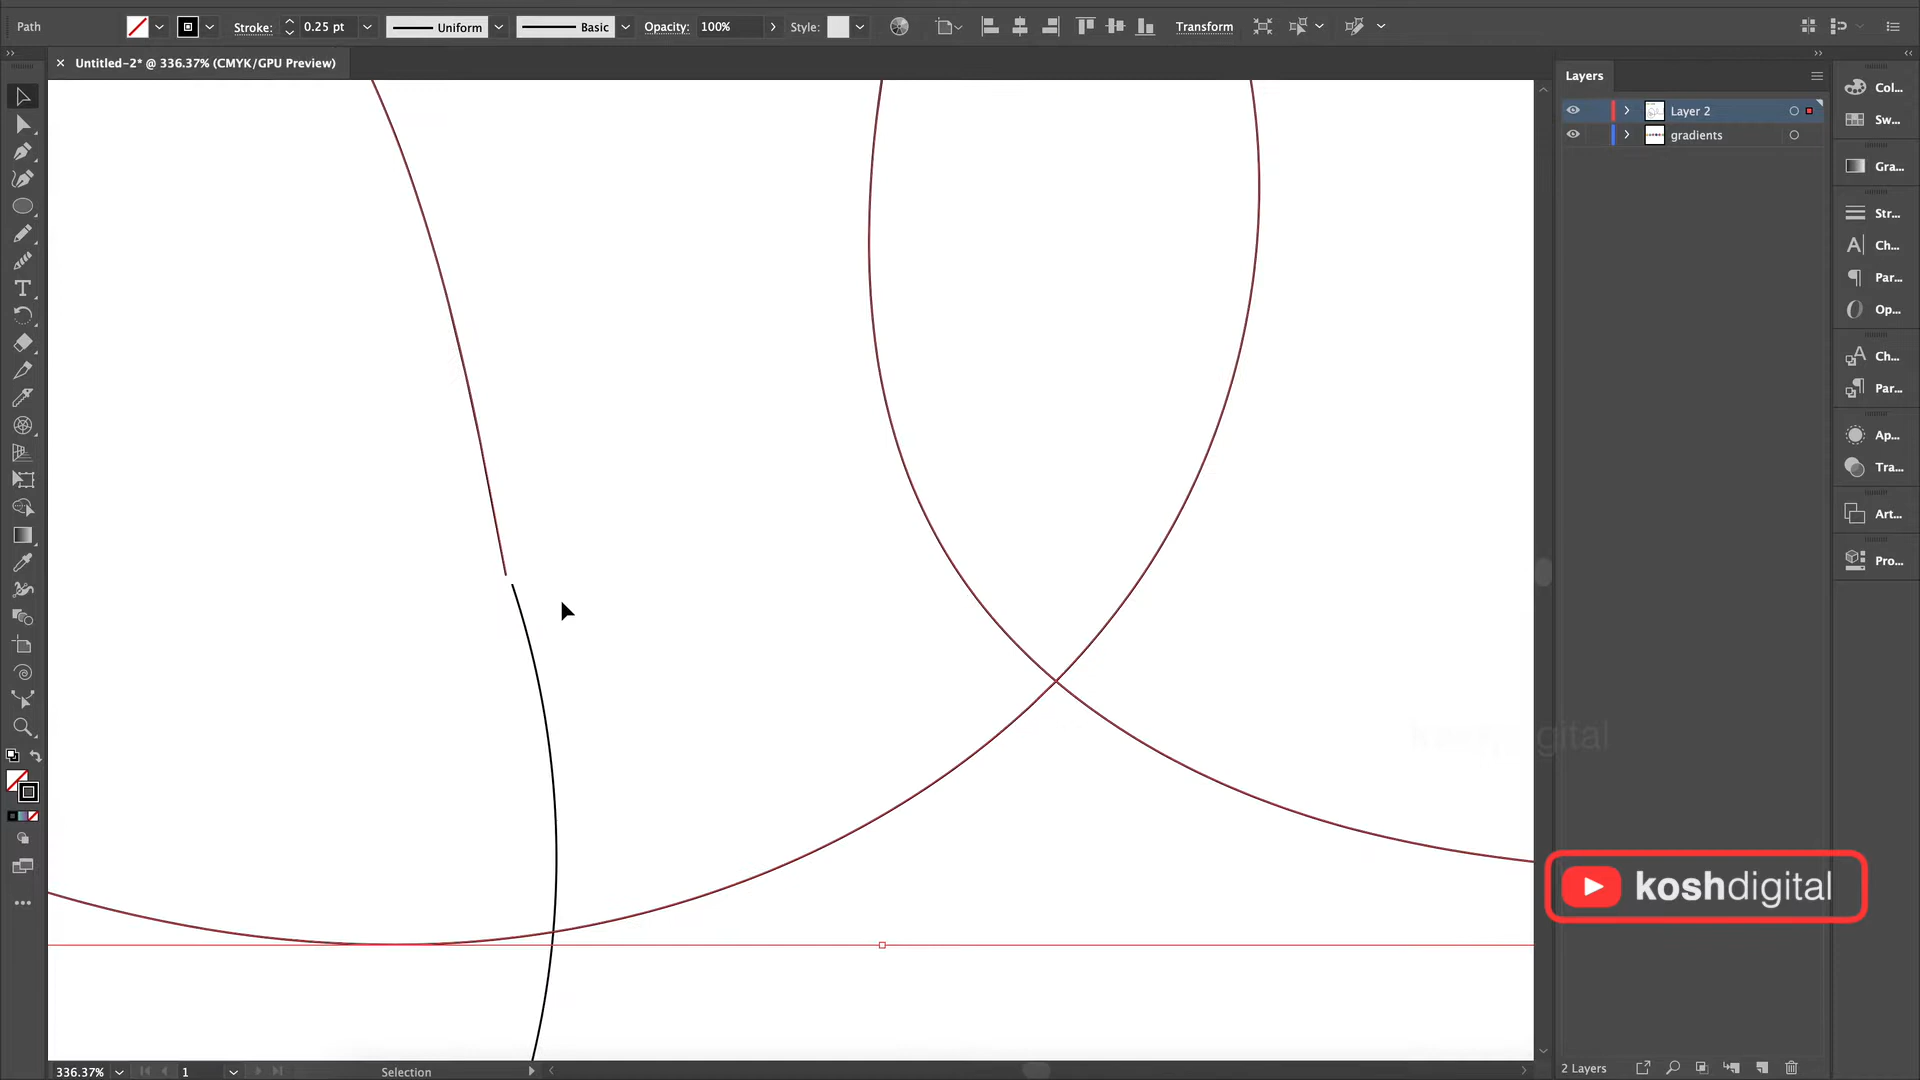 Path
Stroke:
0.25 pt
Uniform
Basic
Opacity:
100%
Style:
Transform
Untitled-2* @ 336.37% (CMYK/GPU Preview)
Layers
Layer 2
gradients
Col...
Sw...
Gra...
Str...
Ch...
Par...
Op...
Ch...
Par...
Ap...
Tra...
Art...
Pro...
koshdigital
336.37%
1
Selection
2 Layers